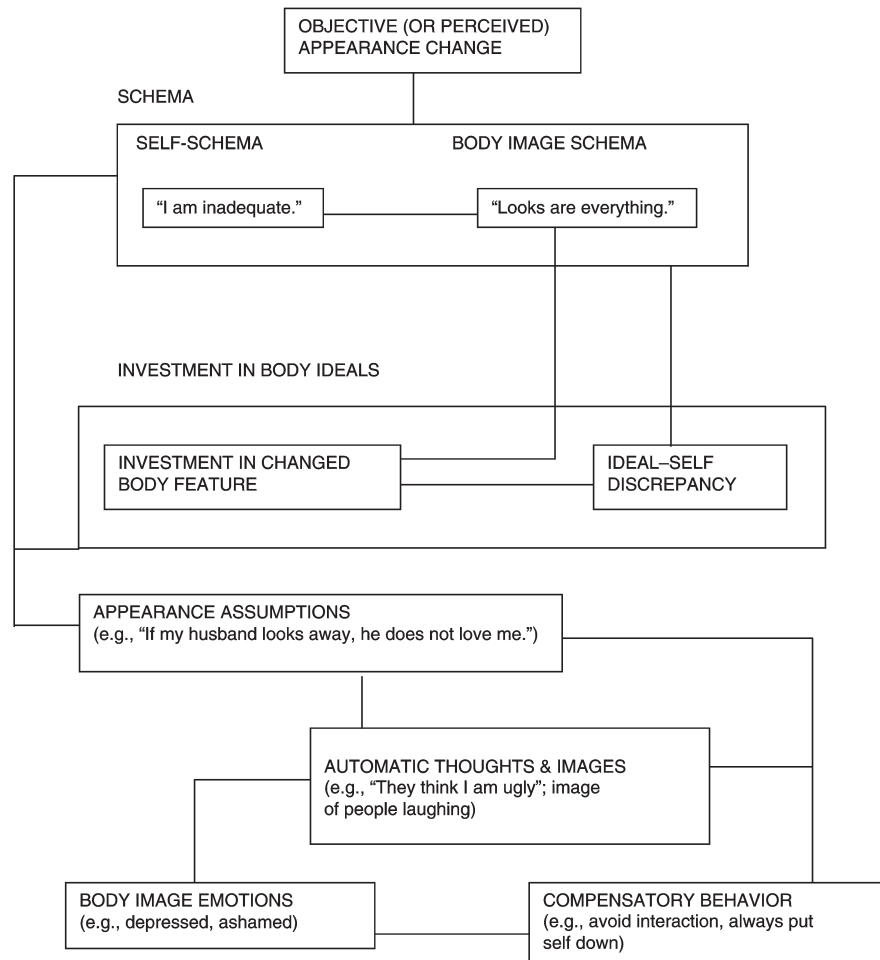 OBJECTIVE (OR PERCEIVED)
APPEARANCE CHANGE
SCHEMA
SELF-SCHEMA
BODY IMAGE SCHEMA
“I am inadequate.”
“Looks are everything.”
INVESTMENT IN BODY IDEALS
INVESTMENT IN CHANGED
BODY FEATURE
IDEAL–SELF
DISCREPANCY
APPEARANCE ASSUMPTIONS
(e.g., “If my husband looks away, he does not love me.”)
AUTOMATIC THOUGHTS & IMAGES
(e.g., “They think I am ugly”; image
of people laughing)
BODY IMAGE EMOTIONS
(e.g., depressed, ashamed)
COMPENSATORY BEHAVIOR
(e.g., avoid interaction, always put
self down)